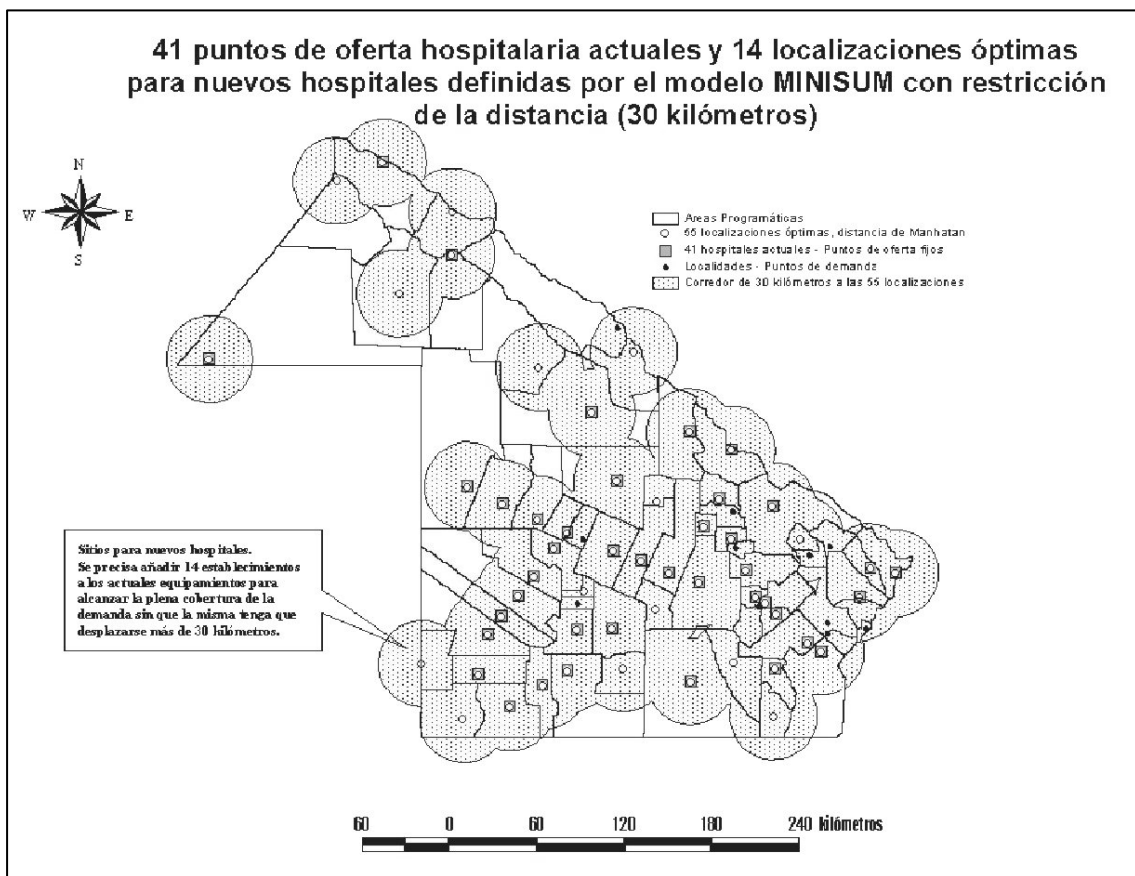 41 puntos de oferta hospitalaria actuales y 14 localizaciones óptimas
para nuevos hospitales definidas por el modelo MINISUM con restricción
de la distancia (30 kilómetros)
N
W E
S
Areas Programáticas
55 localizaciones óptimas, distancia de Manhatan
41 hospitales actuales - Puntos de oferta fijos
Localidades - Puntos de demanda
Corredor de 30 kilómetros a las 55 localizaciones
Sitios para nuevos hospitales.
Se precisa añadir 14 establecimientos
a los actuales equipamientos para
alcanzar la plena cobertura de la
demanda sin que la misma tenga que
desplazarse más de 30 kilómetros.
60 0 60 120 180 240 kilómetros